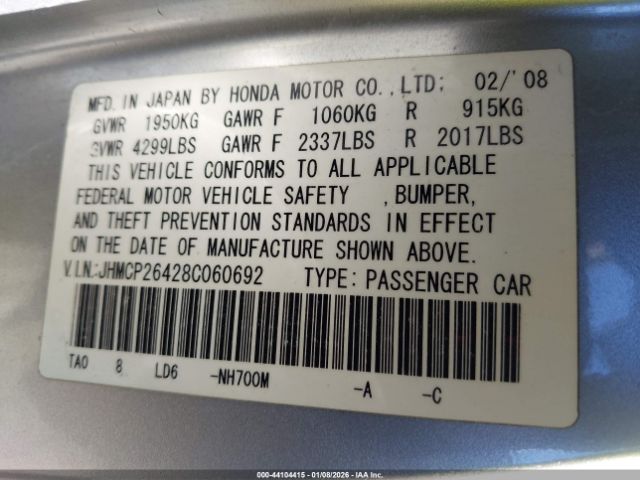 MFD. IN JAPAN BY HONDA MOTOR CO., LTD; 02/'08
GVWR 1950KG GAWR F 1060KG R 915KG
GVWR 4299LBS GAWR F 2337LBS R 2017LBS
THIS VEHICLE CONFORMS TO ALL APPLICABLE
FEDERAL MOTOR VEHICLE SAFETY , BUMPER,
AND THEFT PREVENTION STANDARDS IN EFFECT
ON THE DATE OF MANUFACTURE SHOWN ABOVE.
V.I.N.:JHMCP26428C060692 TYPE: PASSENGER CAR
TA0 8 LD6 -NH700M -A -C
000-44104415 - 01/08/2026 - IAA Inc.